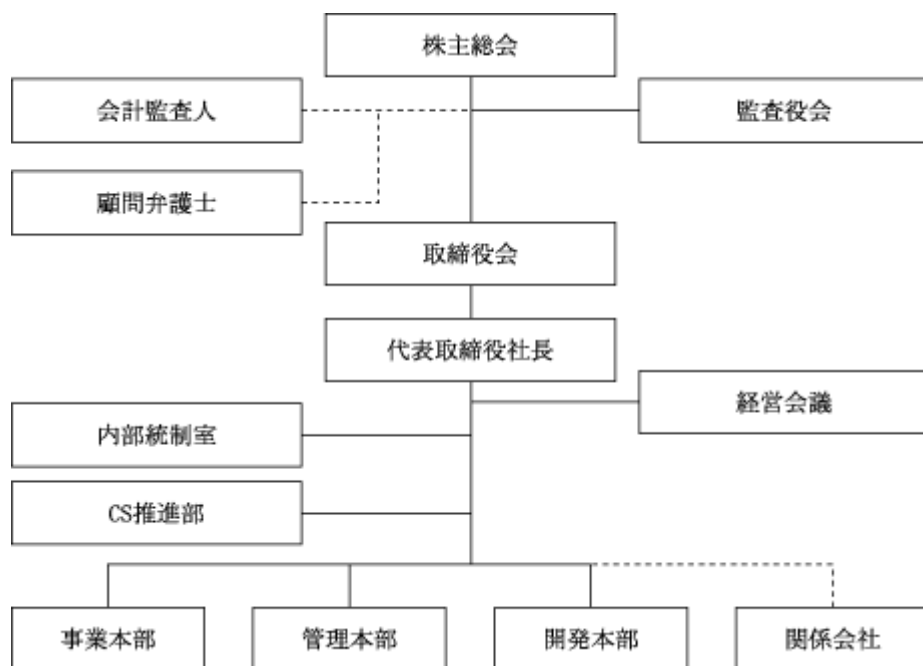 株主総会
会計監査人
監査役会
顧問弁護士
取締役会
代表取締役社長
経営会議
内部統制室
CS推進部
事業本部
管理本部
開発本部
関係会社